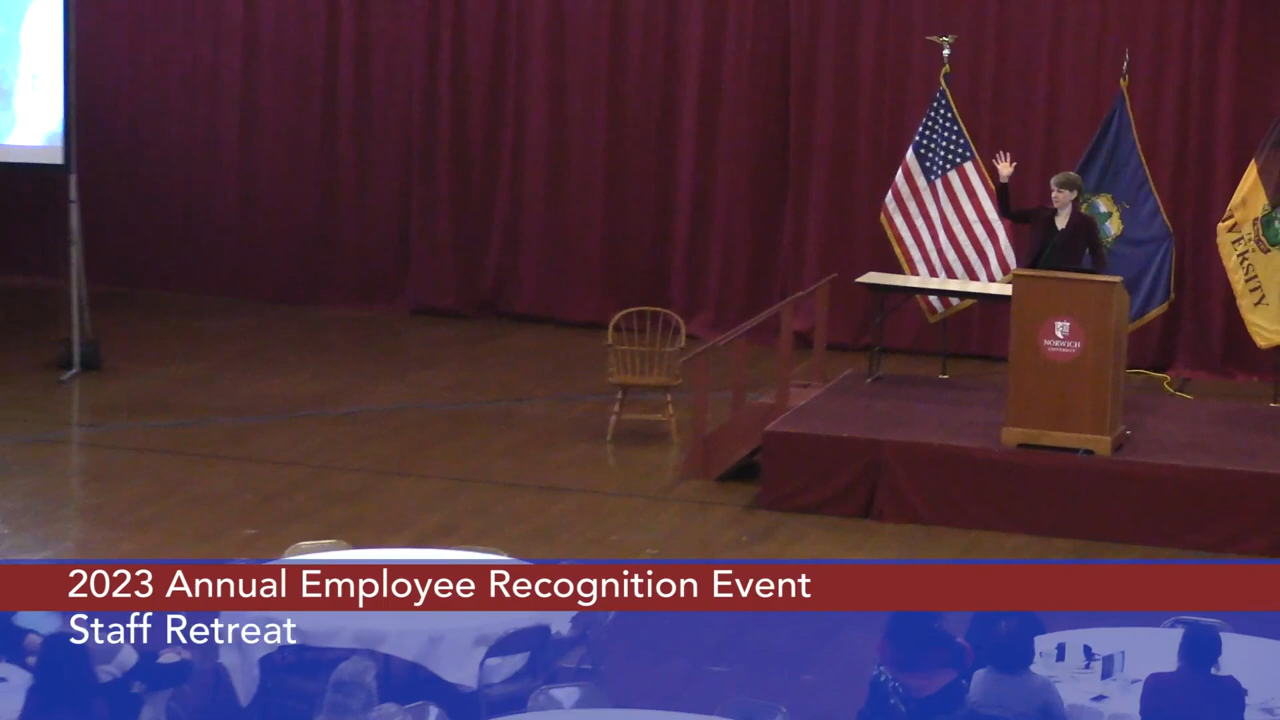 NORWICH
UNIVERSITY
VERSITY
2023 Annual Employee Recognition Event
Staff Retreat